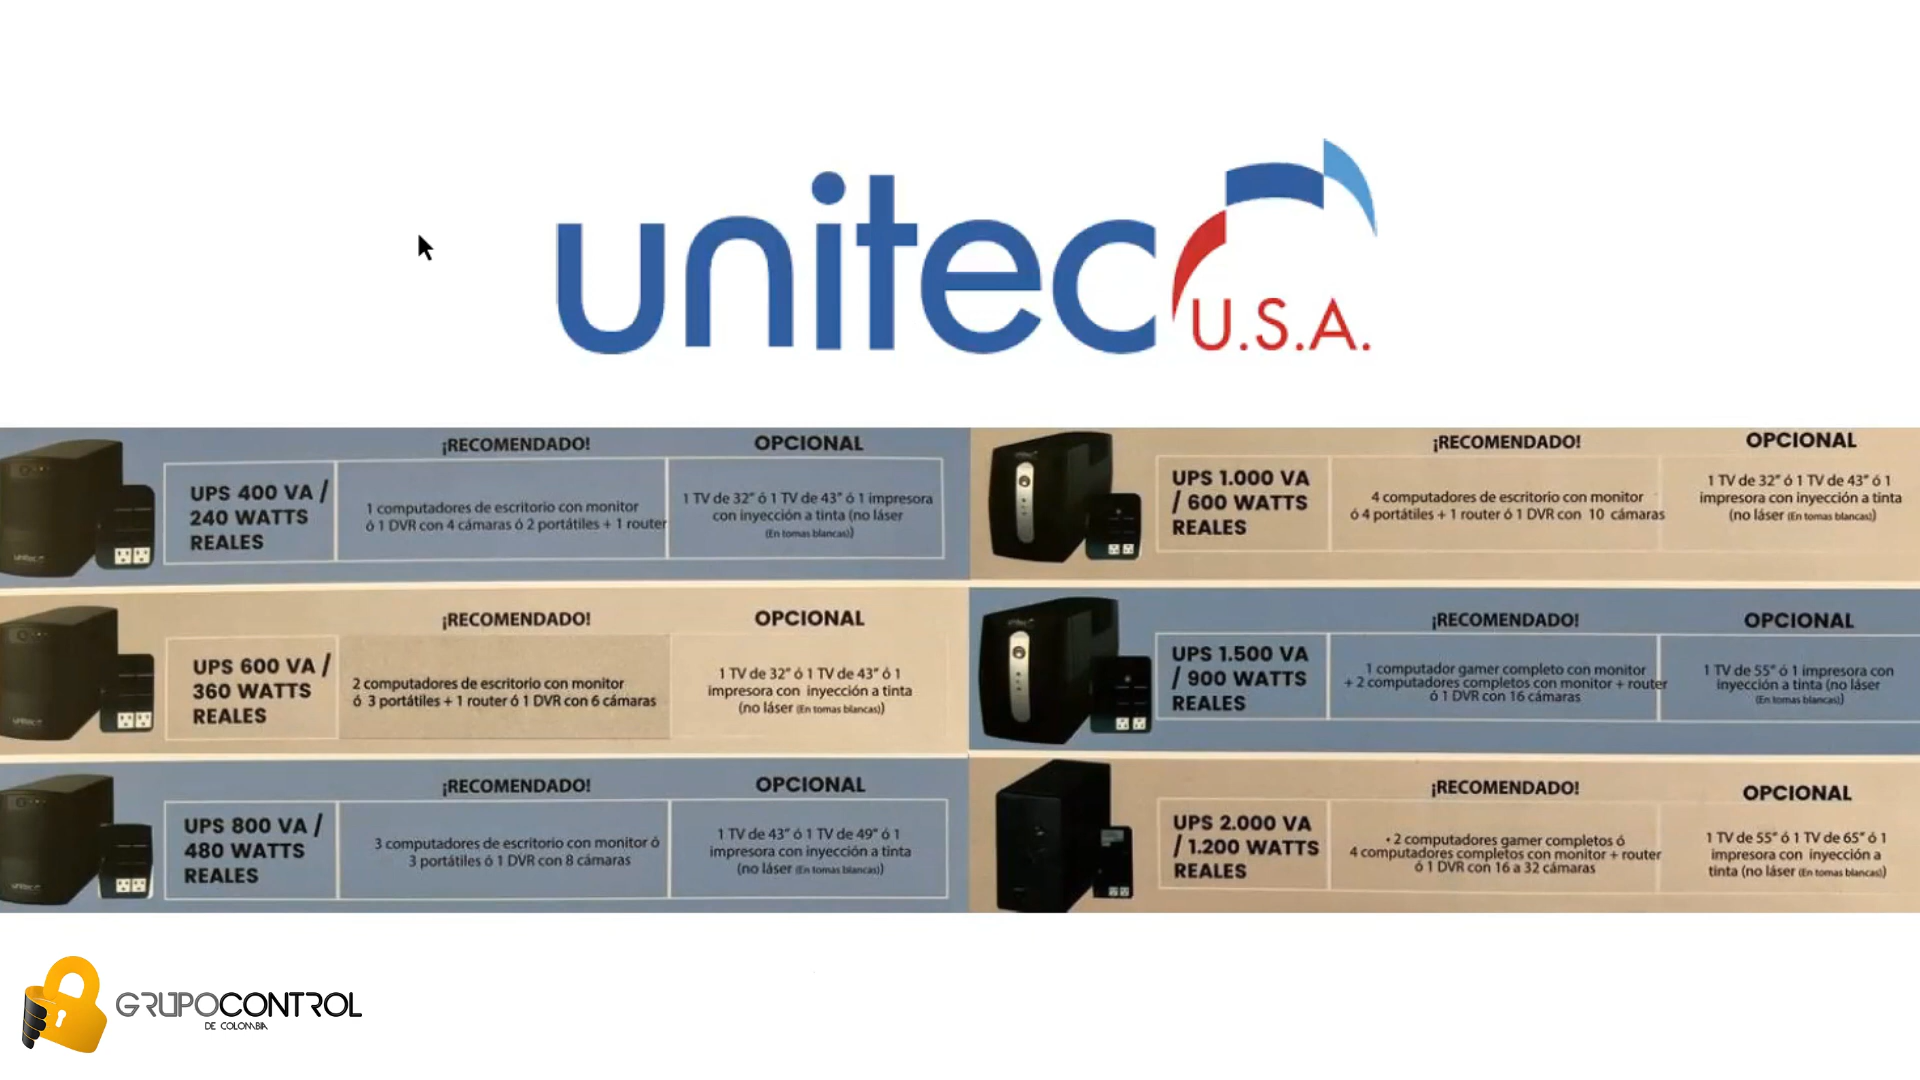 unitec
U.S.A.
¡RECOMENDADO!
OPCIONAL
UPS 400 VA /
240 WATTS
REALES
1 computadores de escritorio con monitor
ó 1 DVR con 4 cámaras ó 2 portátiles + 1 router
1 TV de 32" ó 1 TV de 43" ó 1 impresora
con inyección a tinta (no láser
(En tomas blancas))
¡RECOMENDADO!
OPCIONAL
UPS 600 VA /
360 WATTS
REALES
2 computadores de escritorio con monitor
ó 3 portátiles + 1 router ó 1 DVR con 6 cámaras
1 TV de 32" ó 1 TV de 43" ó 1
impresora con inyección a tinta
(no láser (En tomas blancas))
¡RECOMENDADO!
OPCIONAL
UPS 800 VA /
480 WATTS
REALES
3 computadores de escritorio con monitor ó
3 portátiles ó 1 DVR con 8 cámaras
1 TV de 43" ó 1 TV de 49" ó 1
impresora con inyección a tinta
(no láser (En tomas blancas))
¡RECOMENDADO!
OPCIONAL
UPS 1.000 VA
/ 600 WATTS
REALES
4 computadores de escritorio con monitor
ó 4 portátiles + 1 router ó 1 DVR con 10 cámaras
1 TV de 32" ó 1 TV de 43" ó 1
impresora con inyección a tinta
(no láser (En tomas blancas))
¡RECOMENDADO!
OPCIONAL
UPS 1.500 VA
/ 900 WATTS
REALES
1 computador gamer completo con monitor
+ 2 computadores completos con monitor + router
ó 1 DVR con 16 cámaras
1 TV de 55" ó 1 impresora con
inyección a tinta (no láser
(En tomas blancas))
¡RECOMENDADO!
OPCIONAL
UPS 2.000 VA
/ 1.200 WATTS
REALES
• 2 computadores gamer completos ó
4 computadores completos con monitor + router
ó 1 DVR con 16 a 32 cámaras
1 TV de 55" ó 1 TV de 65" ó 1
impresora con inyección a
tinta (no láser (En tomas blancas))
GRUPOCONTROL
DE COLOMBIA